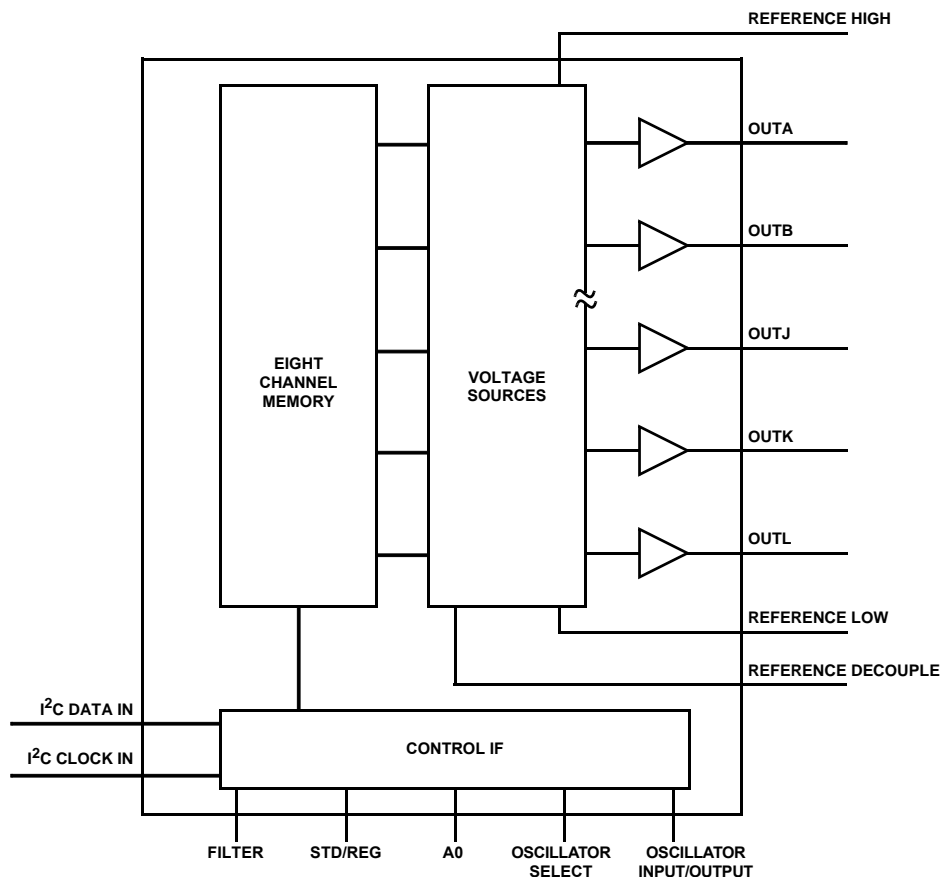 REFERENCE HIGH
OUTA
OUTB
OUTJ
EIGHT
CHANNEL
MEMORY
VOLTAGE
SOURCES
OUTK
OUTL
REFERENCE LOW
REFERENCE DECOUPLE
I²C DATA IN
I²C CLOCK IN
CONTROL IF
FILTER
STD/REG
A0
OSCILLATOR
SELECT
OSCILLATOR
INPUT/OUTPUT